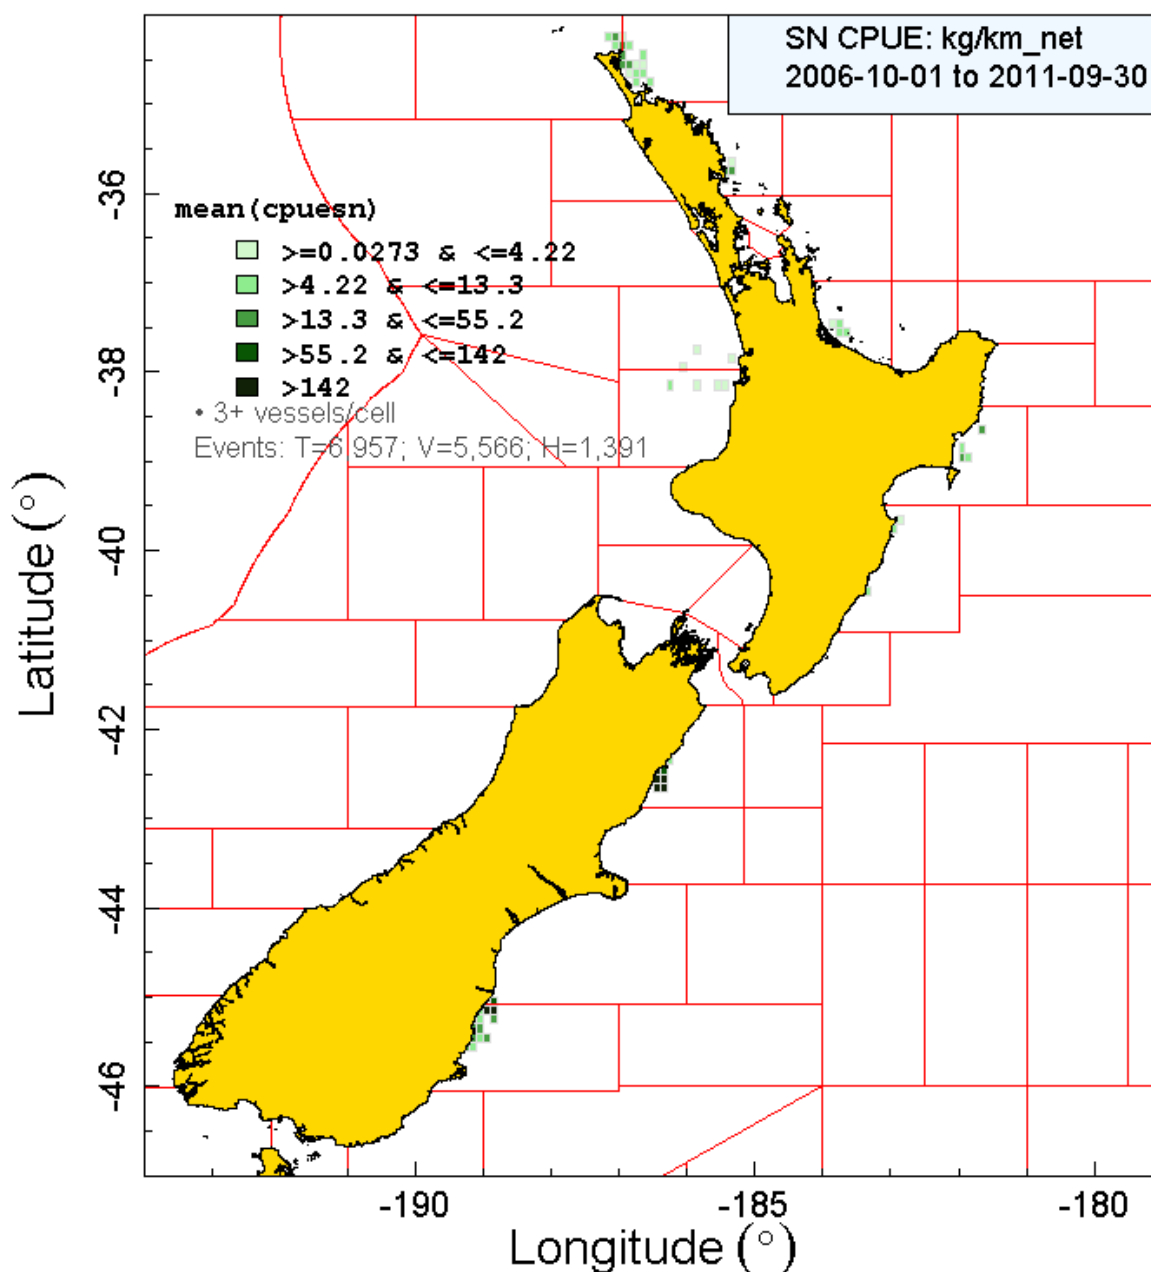 SN CPUE: kg/km_net
2006-10-01 to 2011-09-30
mean(cpuesn)
>=0.0273 & <=4.22
>4.22 & <=13.3
>13.3 & <=55.2
>55.2 & <=142
>142
• 3+ vessels/cell
Events: T=6,957; V=5,566; H=1,391
-36
-38
-40
-42
-44
-46
Latitude (°)
-190 -185 -180
Longitude (°)